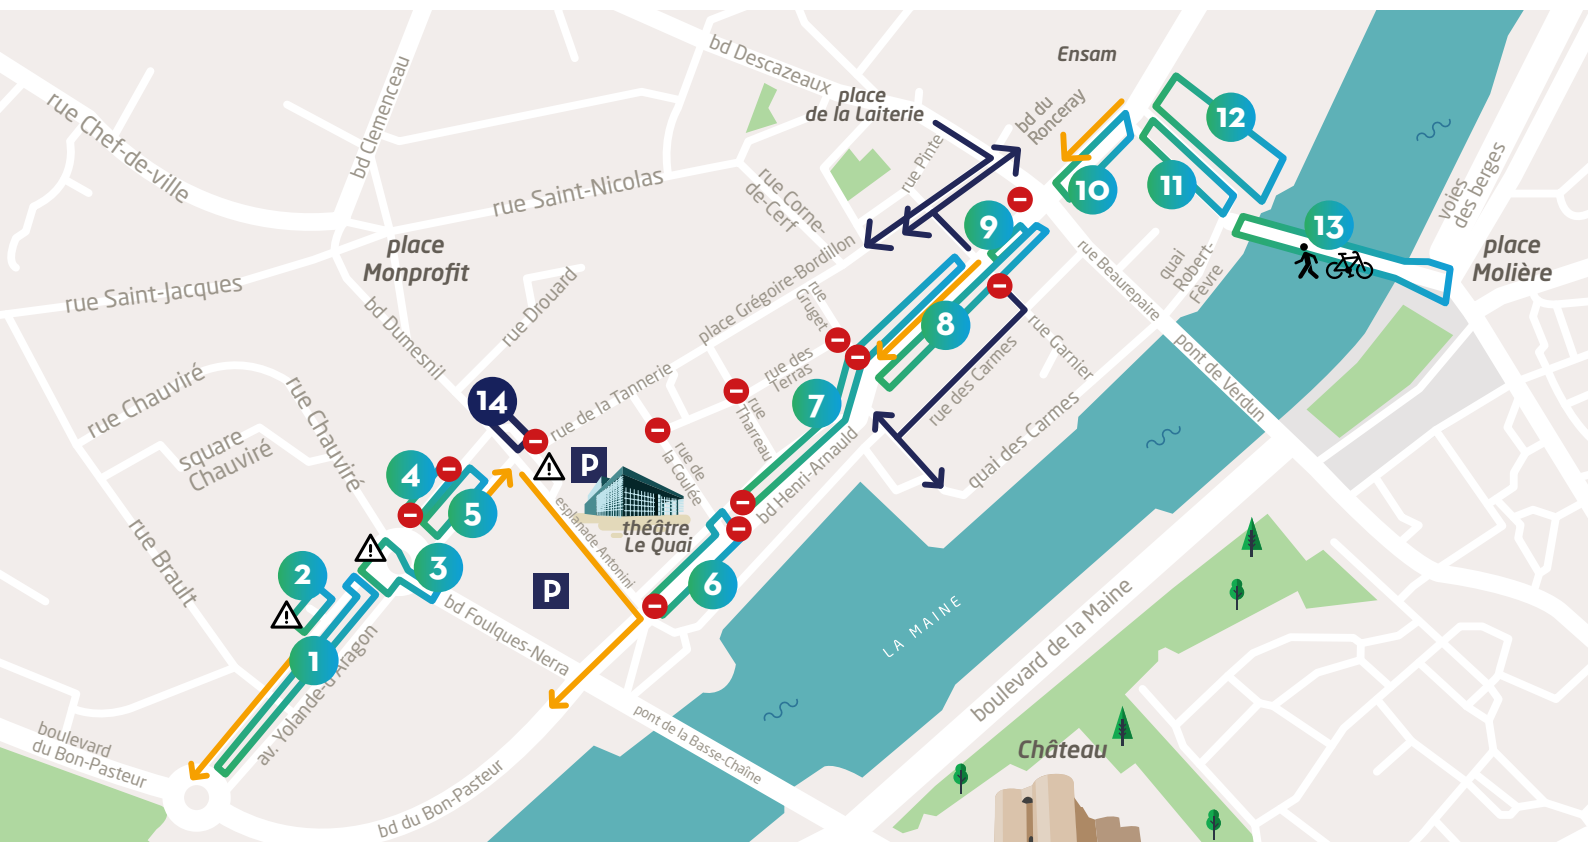 Ensam
bd Descazeaux
place
de la Laiterie
bd du
Ronceray
rue Chef-de-ville
bd Clemenceau
rue Pinte
12
voies
des berges
rue Saint-Nicolas
rue Corne-
de-Cerf
10
11
9
13
place
Molière
place
Monprofit
rue Saint-Jacques
rue Beaurepaire
quai
Robert-
Fèvre
bd Dumesnil
rue Drouard
place Grégoire-Bordillon
rue
Gruget
8
rue Garnier
pont de Verdun
rue Chauviré
rue Chauviré
square
Chauviré
14
rue de la Tannerie
rue des
Terras
rue
Tharreau
7
rue des Carmes
quai des Carmes
4
5
P
rue de
la Coulée
bd Henri-Arnauld
esplanade Antonini
théâtre
Le Quai
rue Brault
2
3
P
6
bd Foulques-Nerra
1
av. Yolande-d'Aragon
LA MAINE
boulevard de la Maine
boulevard
du Bon-Pasteur
bd du Bon-Pasteur
pont de la Basse-Chaîne
Château